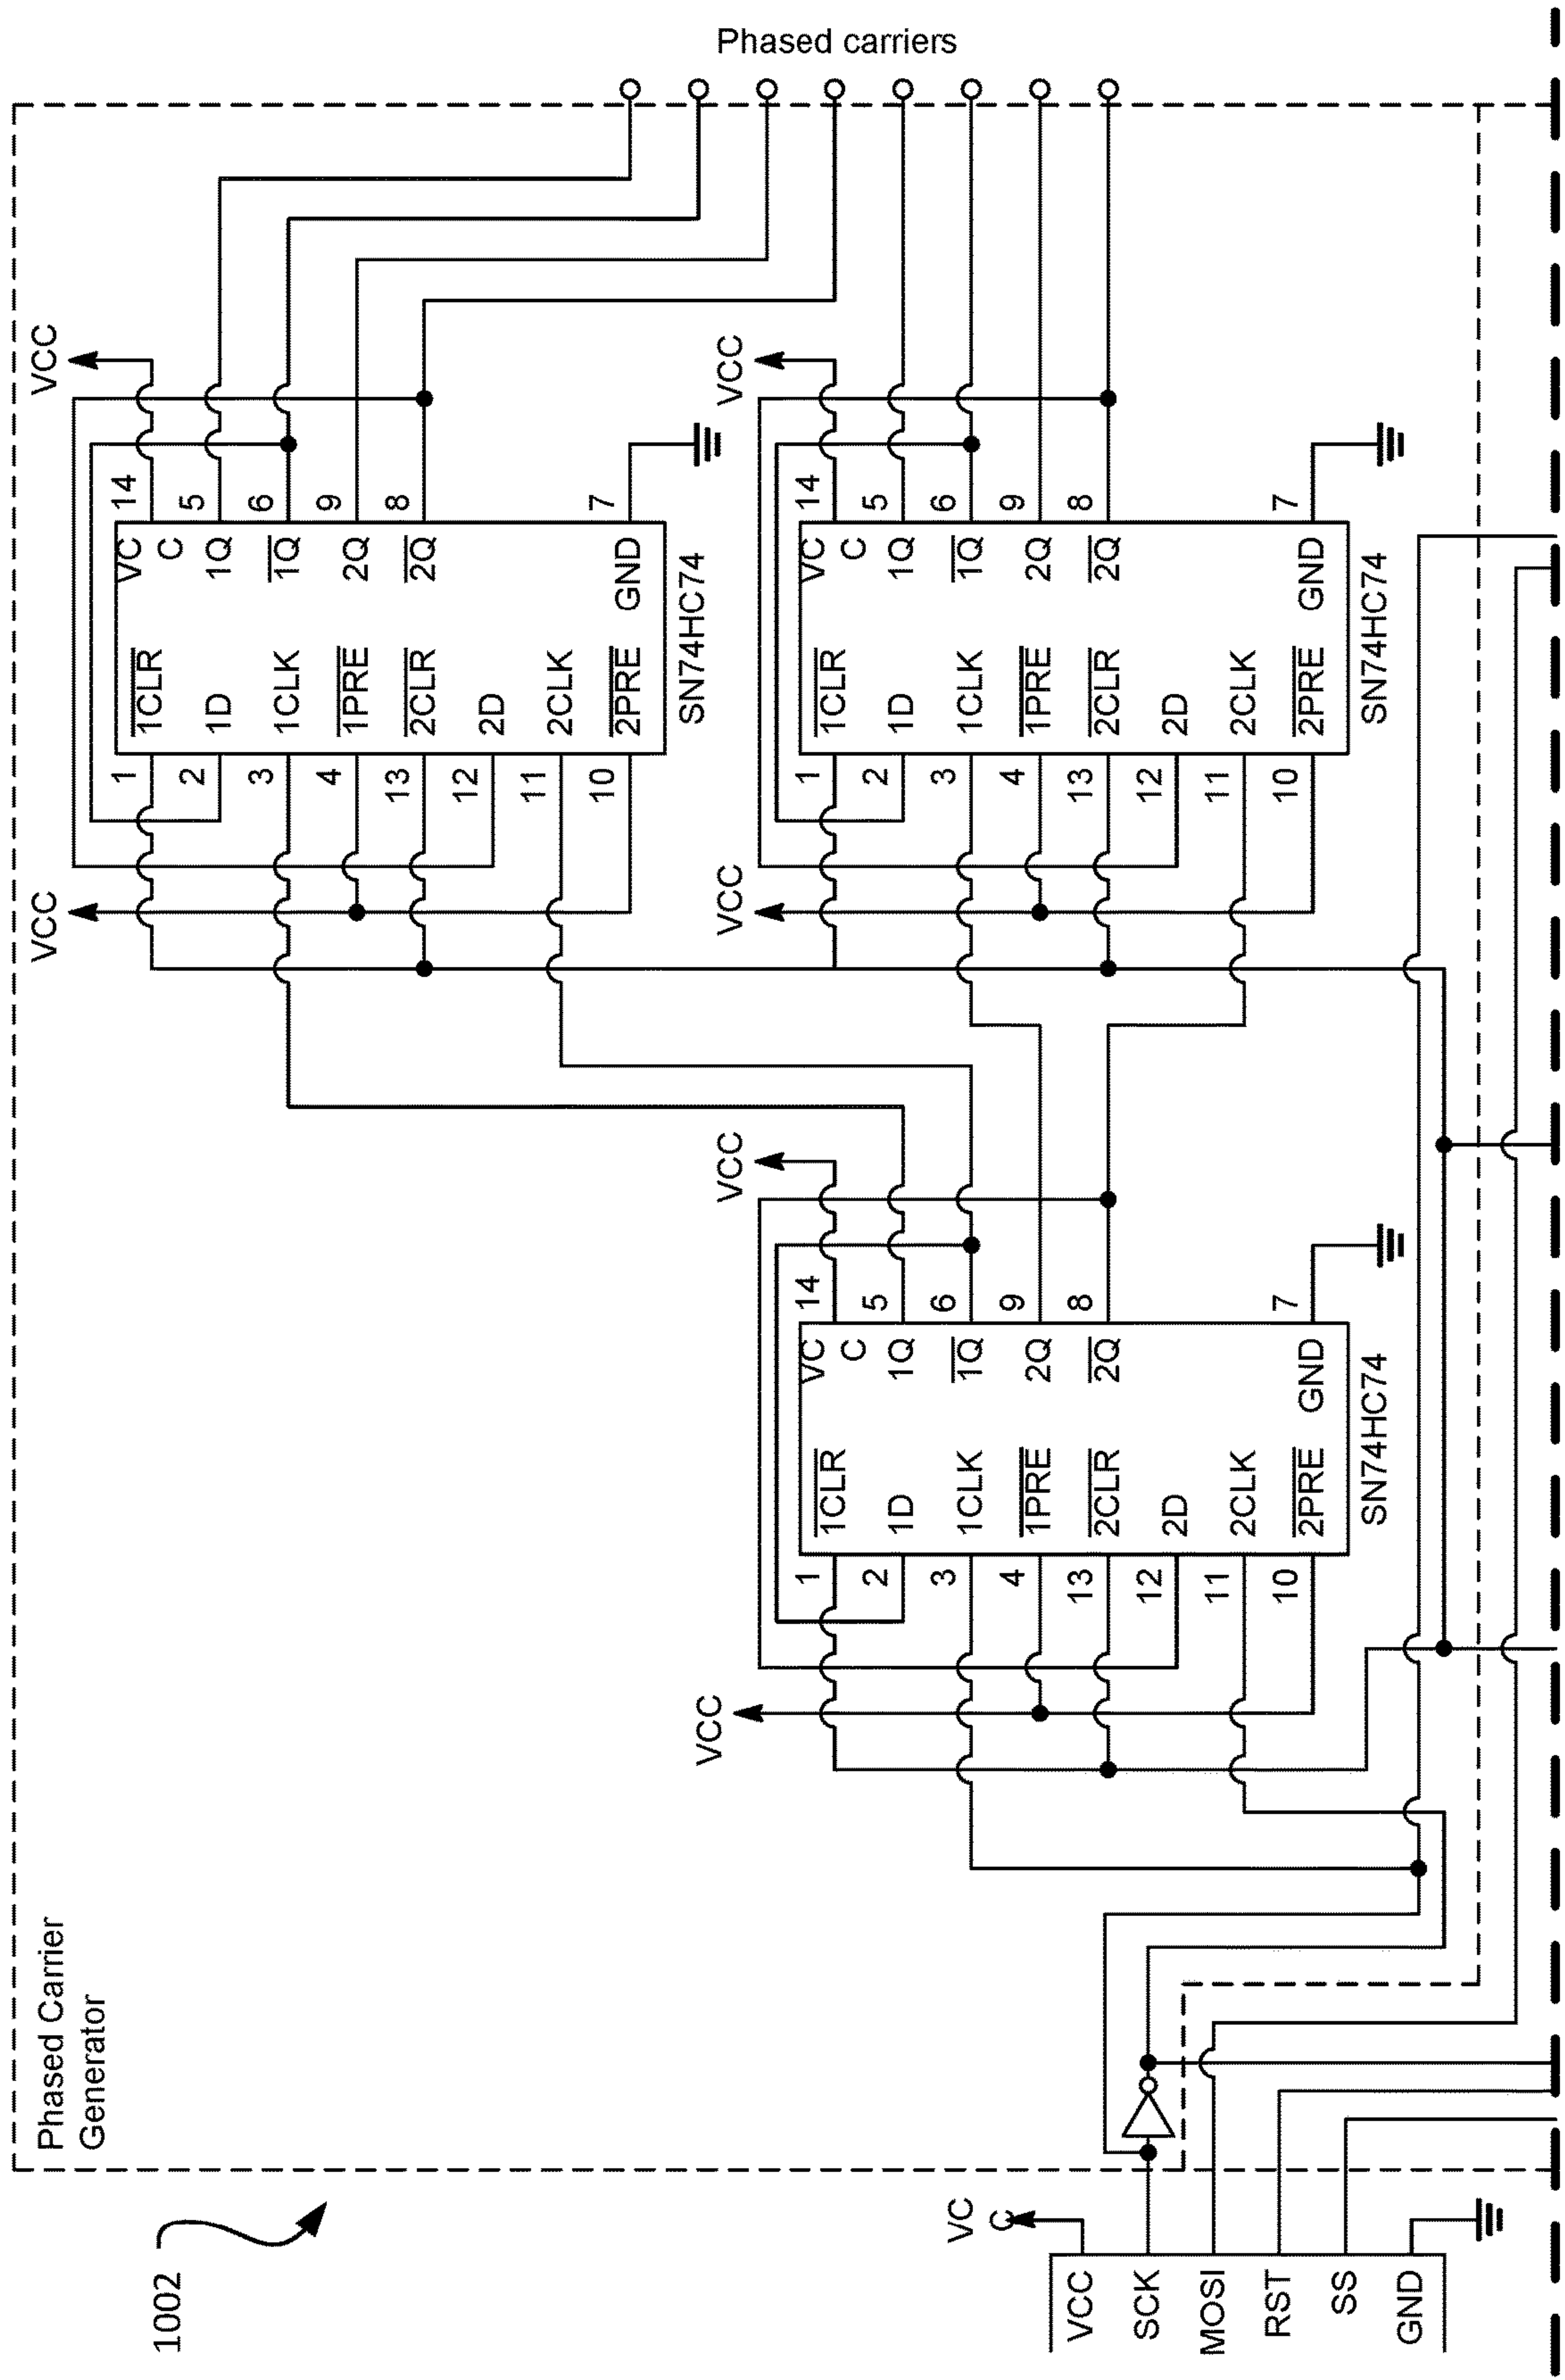 Phased carriers
VCC
14
5
6
9
8
7
VC
C
1Q
1Q
2Q
2Q
GND
1CLR
1D
1CLK
1PRE
2CLR
2D
2CLK
2PRE
SN74HC74
1
2
3
4
13
12
11
10
VCC
VCC
14
5
6
9
8
7
VC
C
1Q
1Q
2Q
2Q
GND
1CLR
1D
1CLK
1PRE
2CLR
2D
2CLK
2PRE
SN74HC74
1
2
3
4
13
12
11
10
VCC
VCC
14
5
6
9
8
7
VC
C
1Q
1Q
2Q
2Q
GND
1CLR
1D
1CLK
1PRE
2CLR
2D
2CLK
2PRE
SN74HC74
1
2
3
4
13
12
11
10
VCC
Phased Carrier
Generator
1002
VC
C
VCC
SCK
MOSI
RST
SS
GND